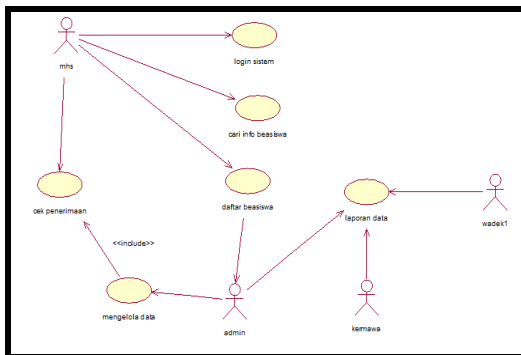 mhs
login sistem
cari info beasiswa
cek penerimaan
daftar beasiswa
laporan data
wadek1
<<include>>
mengelola data
admin
kemawa